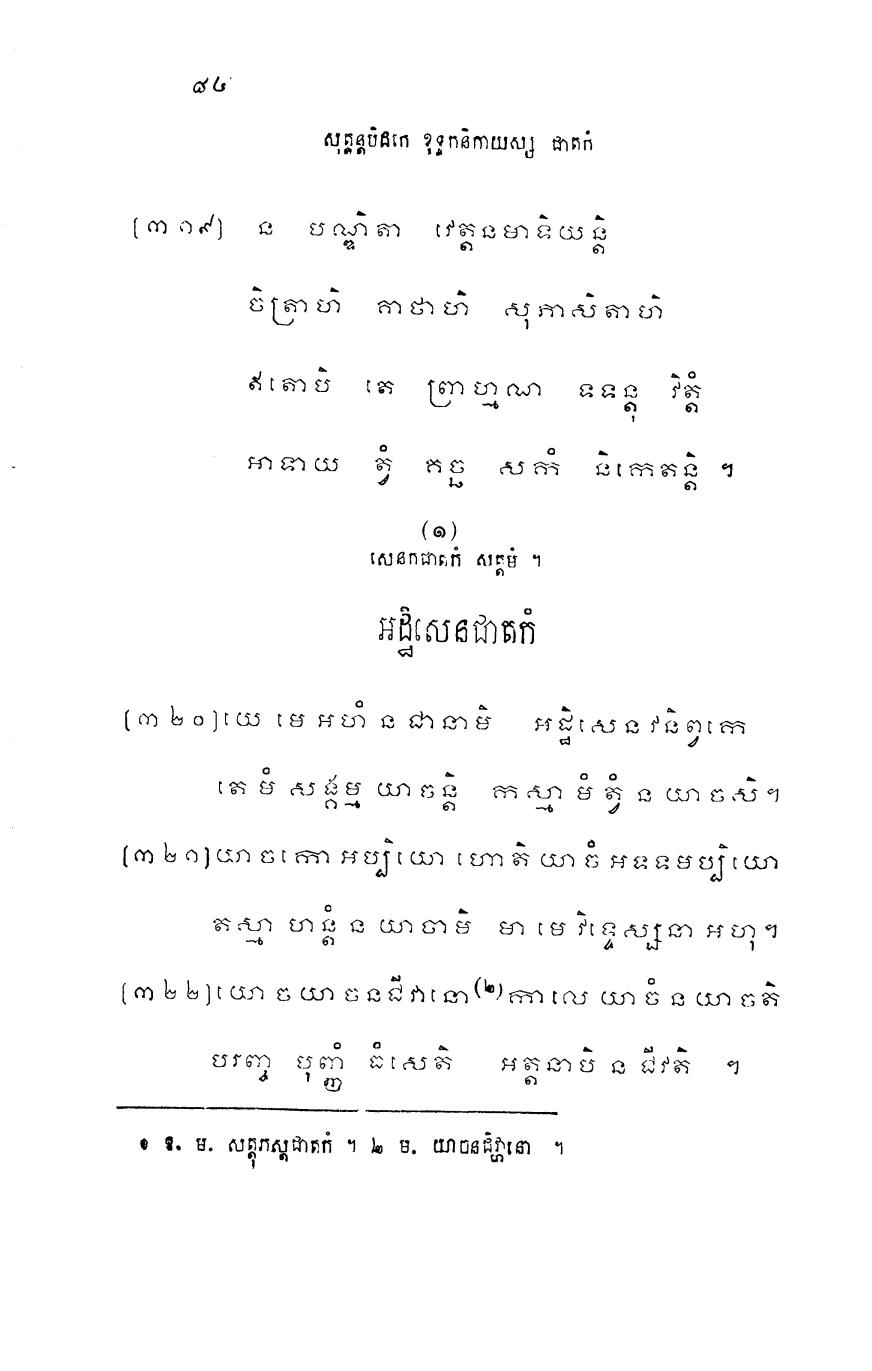 ៨៤
សុត្តន្តបិដកេ ខុទ្ទកនិកាយស្ស ជាតកំ
[៣១៩] ន បណ្ឌិតា វេត្តនមាទិយន្តិ
ចិត្រាហិ គាថាហិ សុភាសិតាហិ
ឥតោបិ តេ ព្រាហ្មណា ទទន្តុ វិត្តំ
អាទាយ ត្វំ គច្ឆ សកំ និកេតន្តិ ។
(១)
សេនកជាតកំ សត្តមំ ។
អដ្ឋិសេនជាតកំ
[៣២០] យេ មេ អហំ ន ជានាមិ អដ្ឋិសេន វនិព្វកេ
តេ មំ សង្គម្ម យាចន្តិ កស្មា មំ ត្វំ ន យាចសិ ។
[៣២១] យាចកោ អប្បិយោ ហោតិ យាចំ អទទមប្បិយោ
តស្មា ហន្តំ ន យាចាមិ មា មេ វិទ្ទេស្សនា អហុ ។
[៣២២] យោ ច យាចនជីវានោ(២) កាលេ យាចំ ន យាចតិ
បរញ្ច បុញ្ញំ ធំសេតិ អត្តនាបិ ន ជីវតិ ។
១ ឱ. ម. សត្តុភស្តជាតកំ ។ ២ ម. យាចនជិវ្ហានោ ។